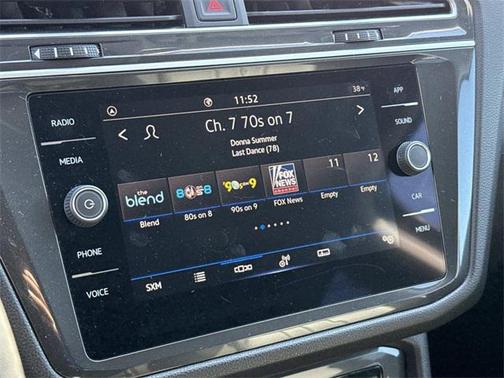 11:52
38°F
RADIO
MEDIA
PHONE
VOICE
APP
SOUND
CAR
MENU
Ch. 7 70s on 7
Donna Summer
Last Dance (78)
the
blend
80s on 8
'90s on 9
FOX
NEWS
11
12
Blend
80s on 8
90s on 9
FOX News
Empty
Empty
SXM